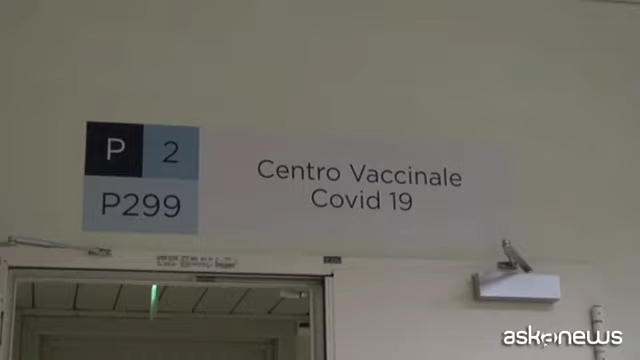 P 2
P299
Centro Vaccinale
Covid 19
askanews